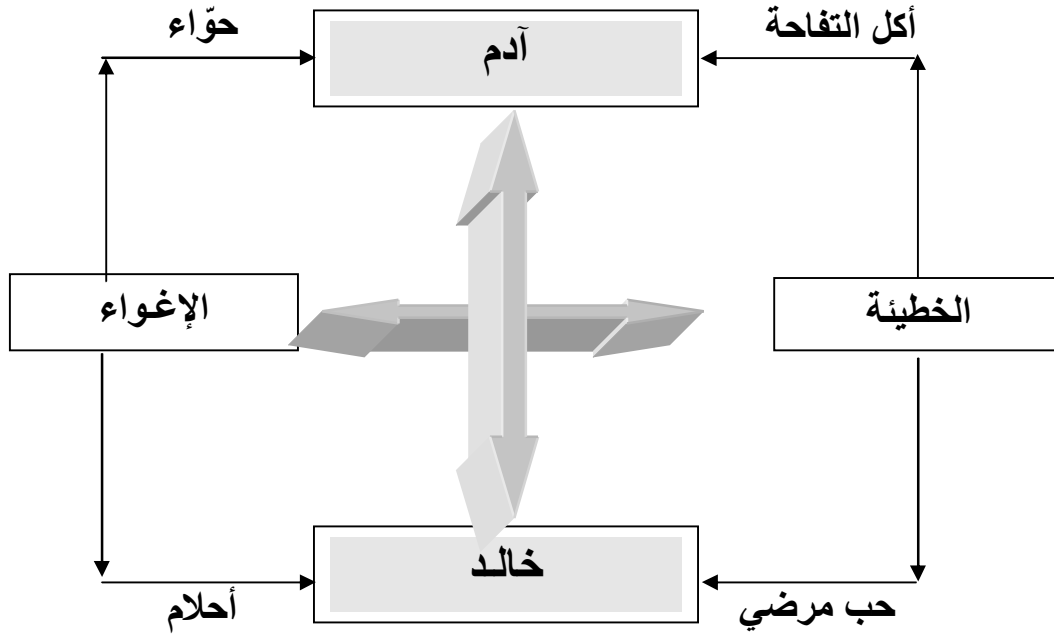 أكل التفاحة
آدم
حوّاء
الخطيئة
الإغواء
حب مرضي
خالد
أحلام